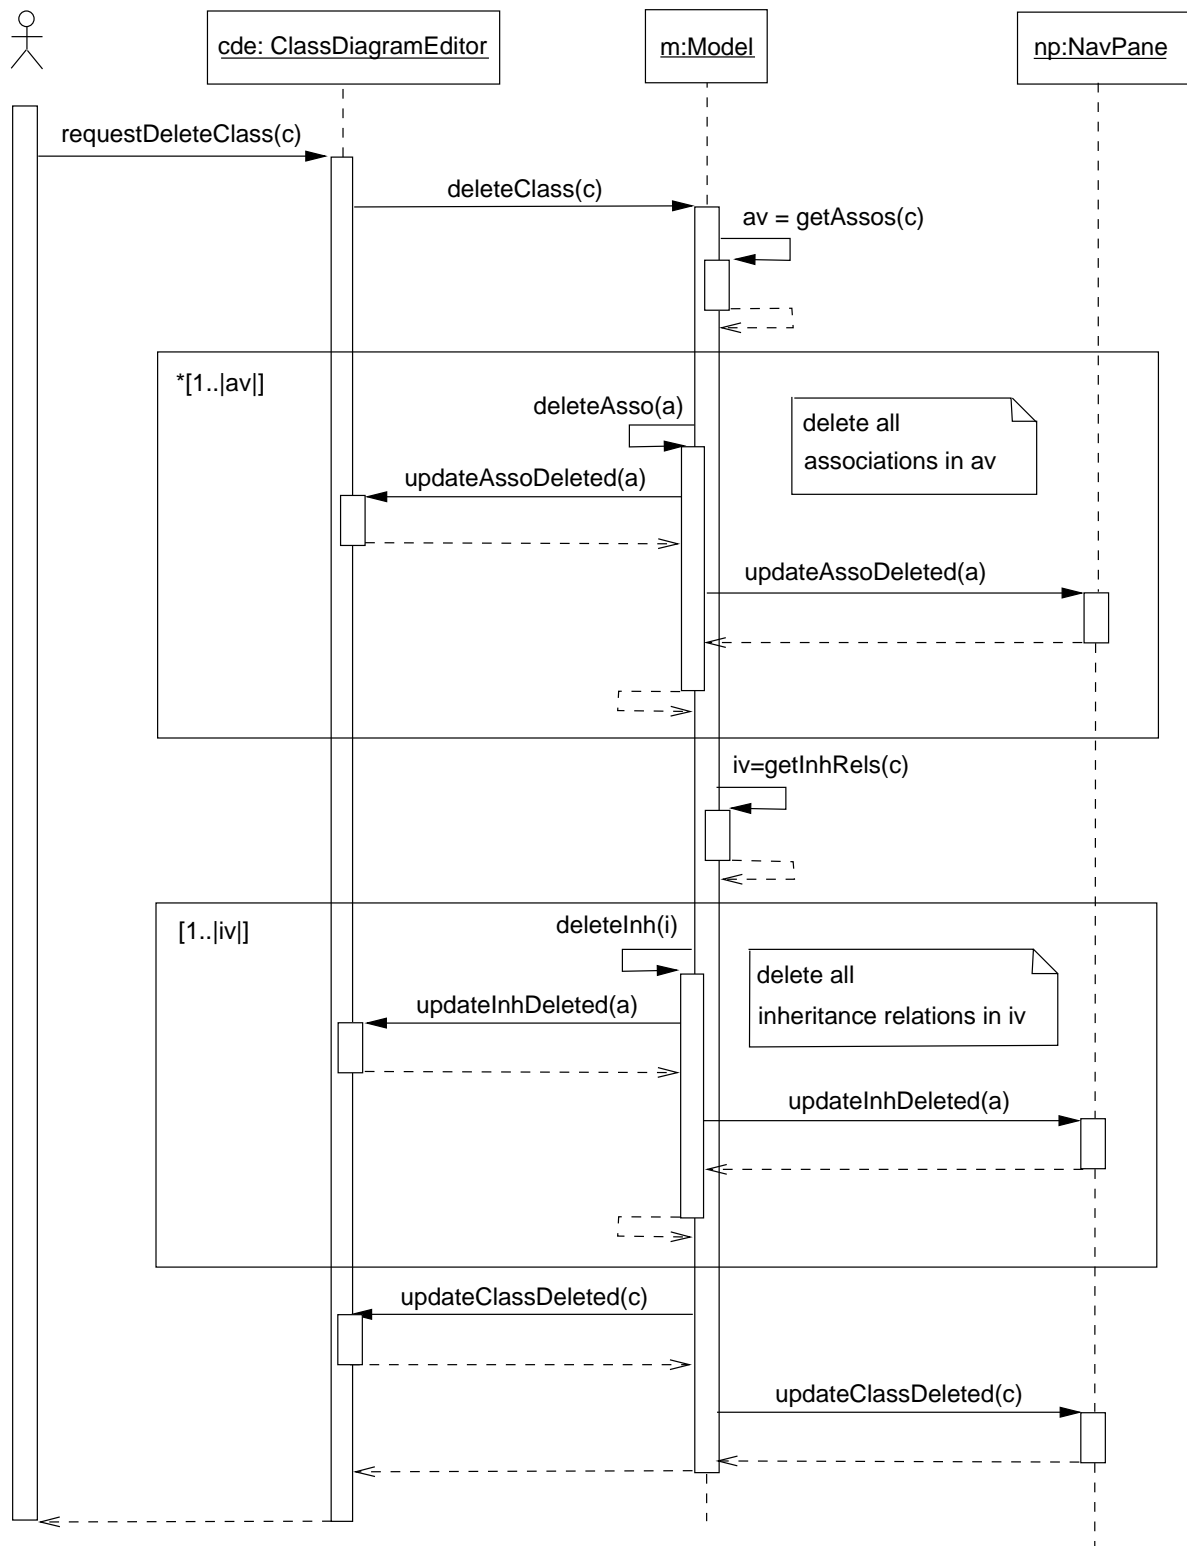 cde: ClassDiagramEditor
m:Model
np:NavPane
requestDeleteClass(c)
deleteClass(c)
av = getAssos(c)
*[1..|av|]
deleteAsso(a)
delete all
associations in av
updateAssoDeleted(a)
updateAssoDeleted(a)
iv=getInhRels(c)
[1..|iv|]
deleteInh(i)
delete all
inheritance relations in iv
updateInhDeleted(a)
updateInhDeleted(a)
updateClassDeleted(c)
updateClassDeleted(c)